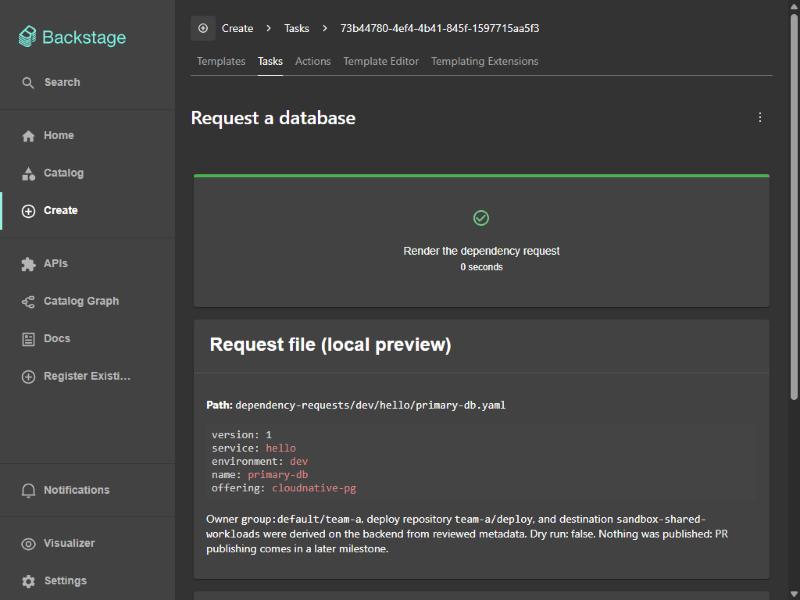 Backstage
Search
Home
Catalog
Create
APIs
Catalog Graph
Docs
Register Existi...
Notifications
Visualizer
Settings
Create > Tasks > 73b44780-4ef4-4b41-845f-1597715aa5f3
Templates Tasks Actions Template Editor Templating Extensions
Request a database
Render the dependency request
0 seconds
Request file (local preview)
Path: dependency-requests/dev/hello/primary-db.yaml
version: 1
service: hello
environment: dev
name: primary-db
offering: cloudnative-pg
Owner group:default/team-a, deploy repository team-a/deploy, and destination sandbox-shared-
workloads were derived on the backend from reviewed metadata. Dry run: false. Nothing was published: PR
publishing comes in a later milestone.